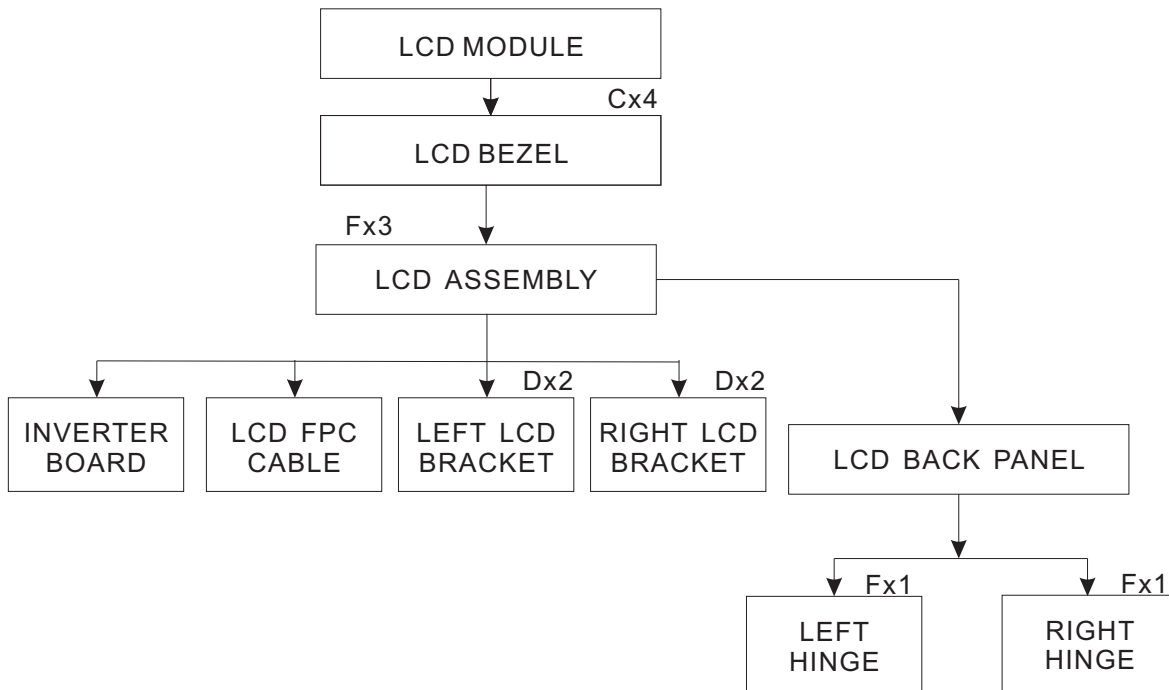 LCD MODULE
Cx4
LCD BEZEL
Fx3
LCD ASSEMBLY
Dx2
Dx2
INVERTER
BOARD
LCD FPC
CABLE
LEFT LCD
BRACKET
RIGHT LCD
BRACKET
LCD BACK PANEL
Fx1
Fx1
LEFT
HINGE
RIGHT
HINGE